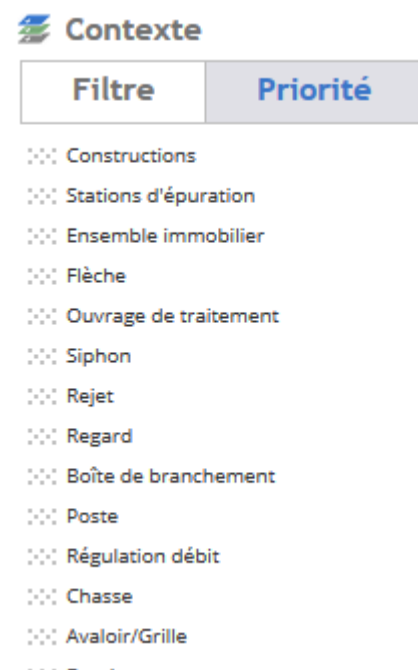 Contexte
Filtre Priorité
Constructions
Stations d'épuration
Ensemble immobilier
Flèche
Ouvrage de traitement
Siphon
Rejet
Regard
Boîte de branchement
Poste
Régulation débit
Chasse
Avaloir/Grille